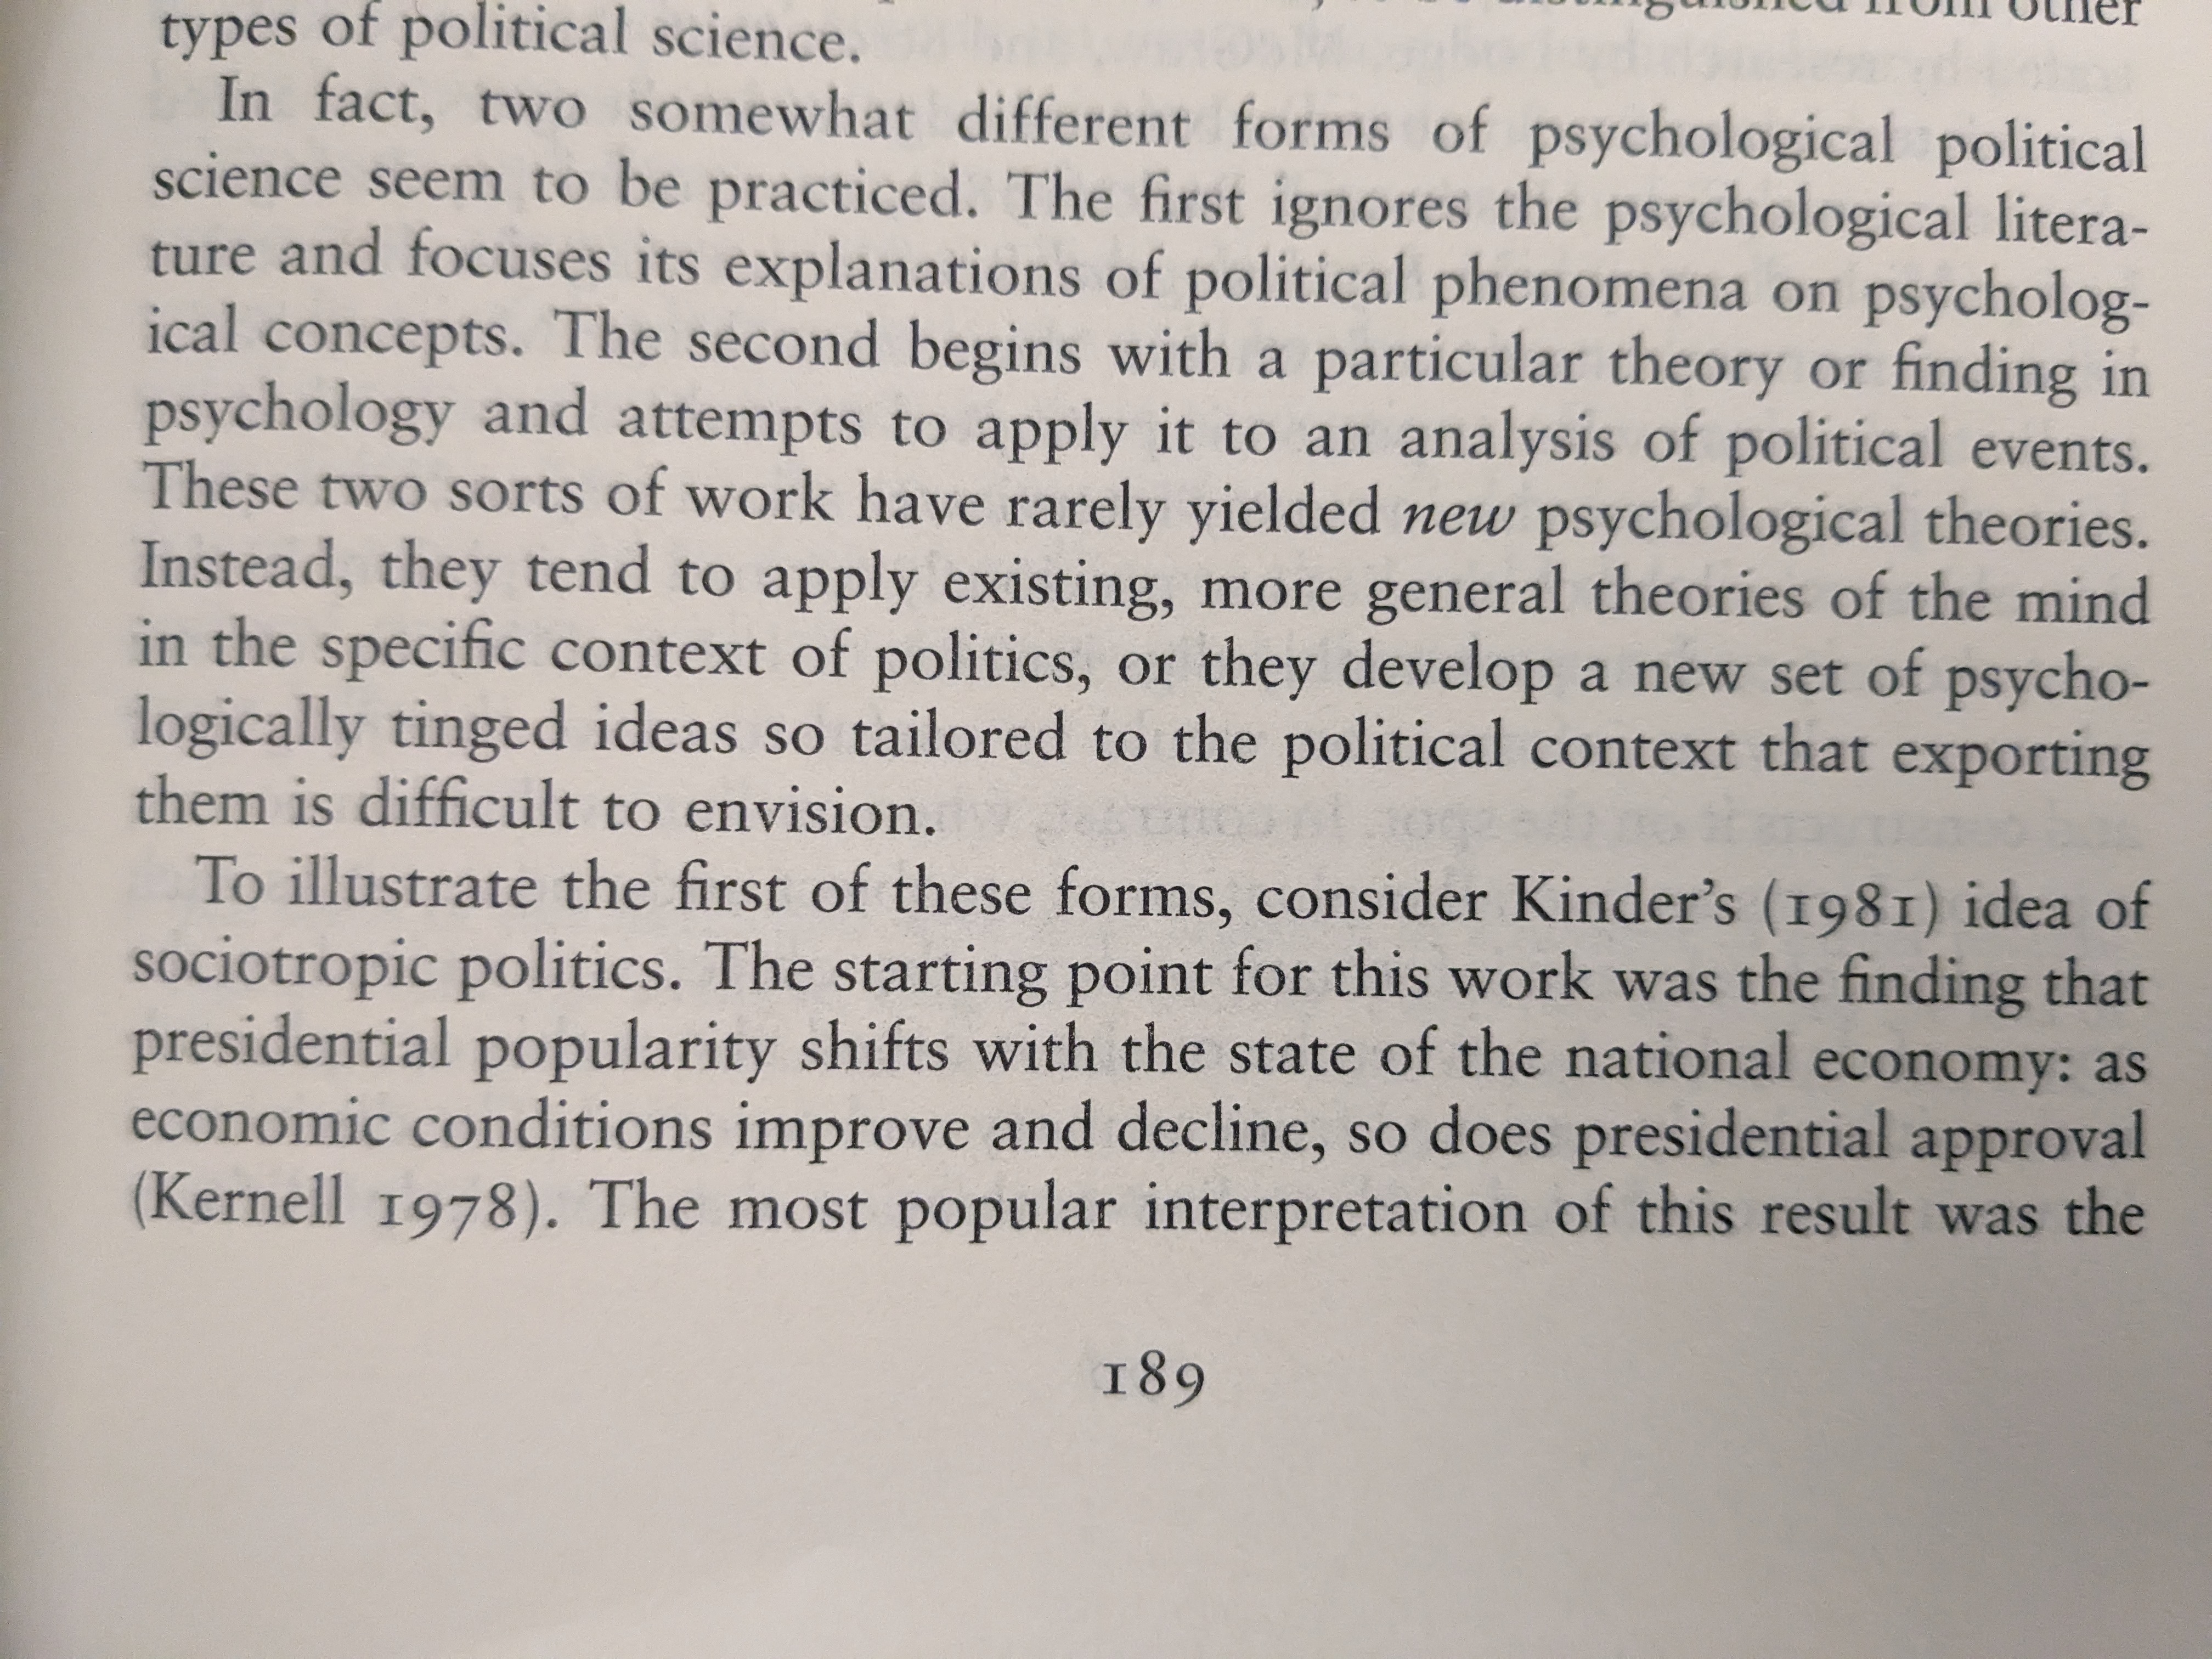 distinguished from other
types of political science.
In fact, two somewhat different forms of psychological political
science seem to be practiced. The first ignores the psychological litera-
ture and focuses its explanations of political phenomena on psycholog-
ical concepts. The second begins with a particular theory or finding in
psychology and attempts to apply it to an analysis of political events.
These two sorts of work have rarely yielded new psychological theories.
Instead, they tend to apply existing, more general theories of the mind
in the specific context of politics, or they develop a new set of psycho-
logically tinged ideas so tailored to the political context that exporting
them is difficult to envision.
To illustrate the first of these forms, consider Kinder's (1981) idea of
sociotropic politics. The starting point for this work was the finding that
presidential popularity shifts with the state of the national economy: as
economic conditions improve and decline, so does presidential approval
(Kernell 1978). The most popular interpretation of this result was the
189